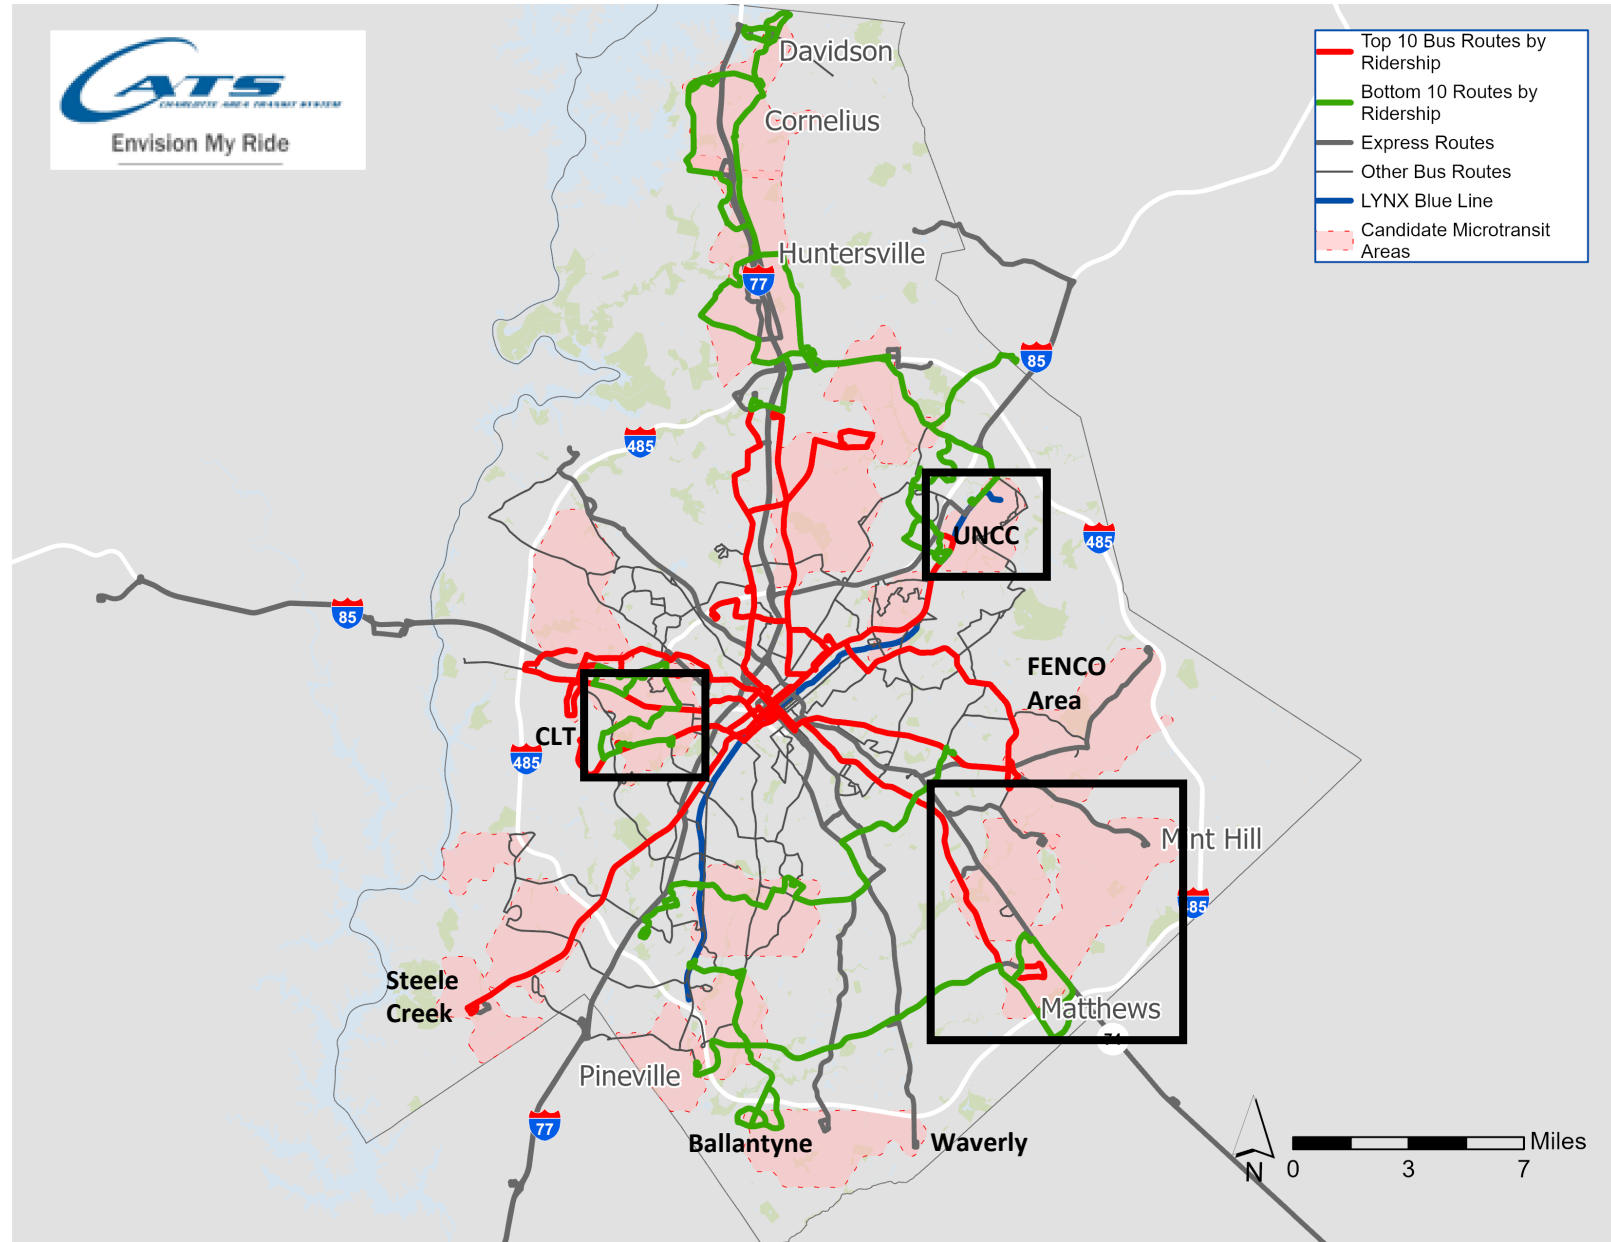 CATS
CHARLOTTE AREA TRANSIT SYSTEM
Envision My Ride
Top 10 Bus Routes by
Ridership
Bottom 10 Routes by
Ridership
Express Routes
Other Bus Routes
LYNX Blue Line
Candidate Microtransit
Areas
Davidson
Cornelius
Huntersville
77
85
485
UNCC
485
85
FENCO
Area
CLT
485
Mint Hill
485
Steele
Creek
Matthews
74
Pineville
77
Ballantyne
Waverly
Miles
N
0 3 7